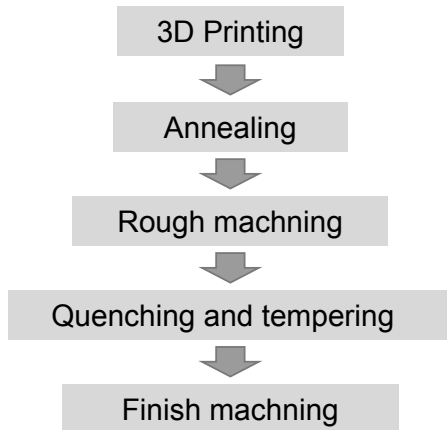 3D Printing
Annealing
Rough machning
Quenching and tempering
Finish machning